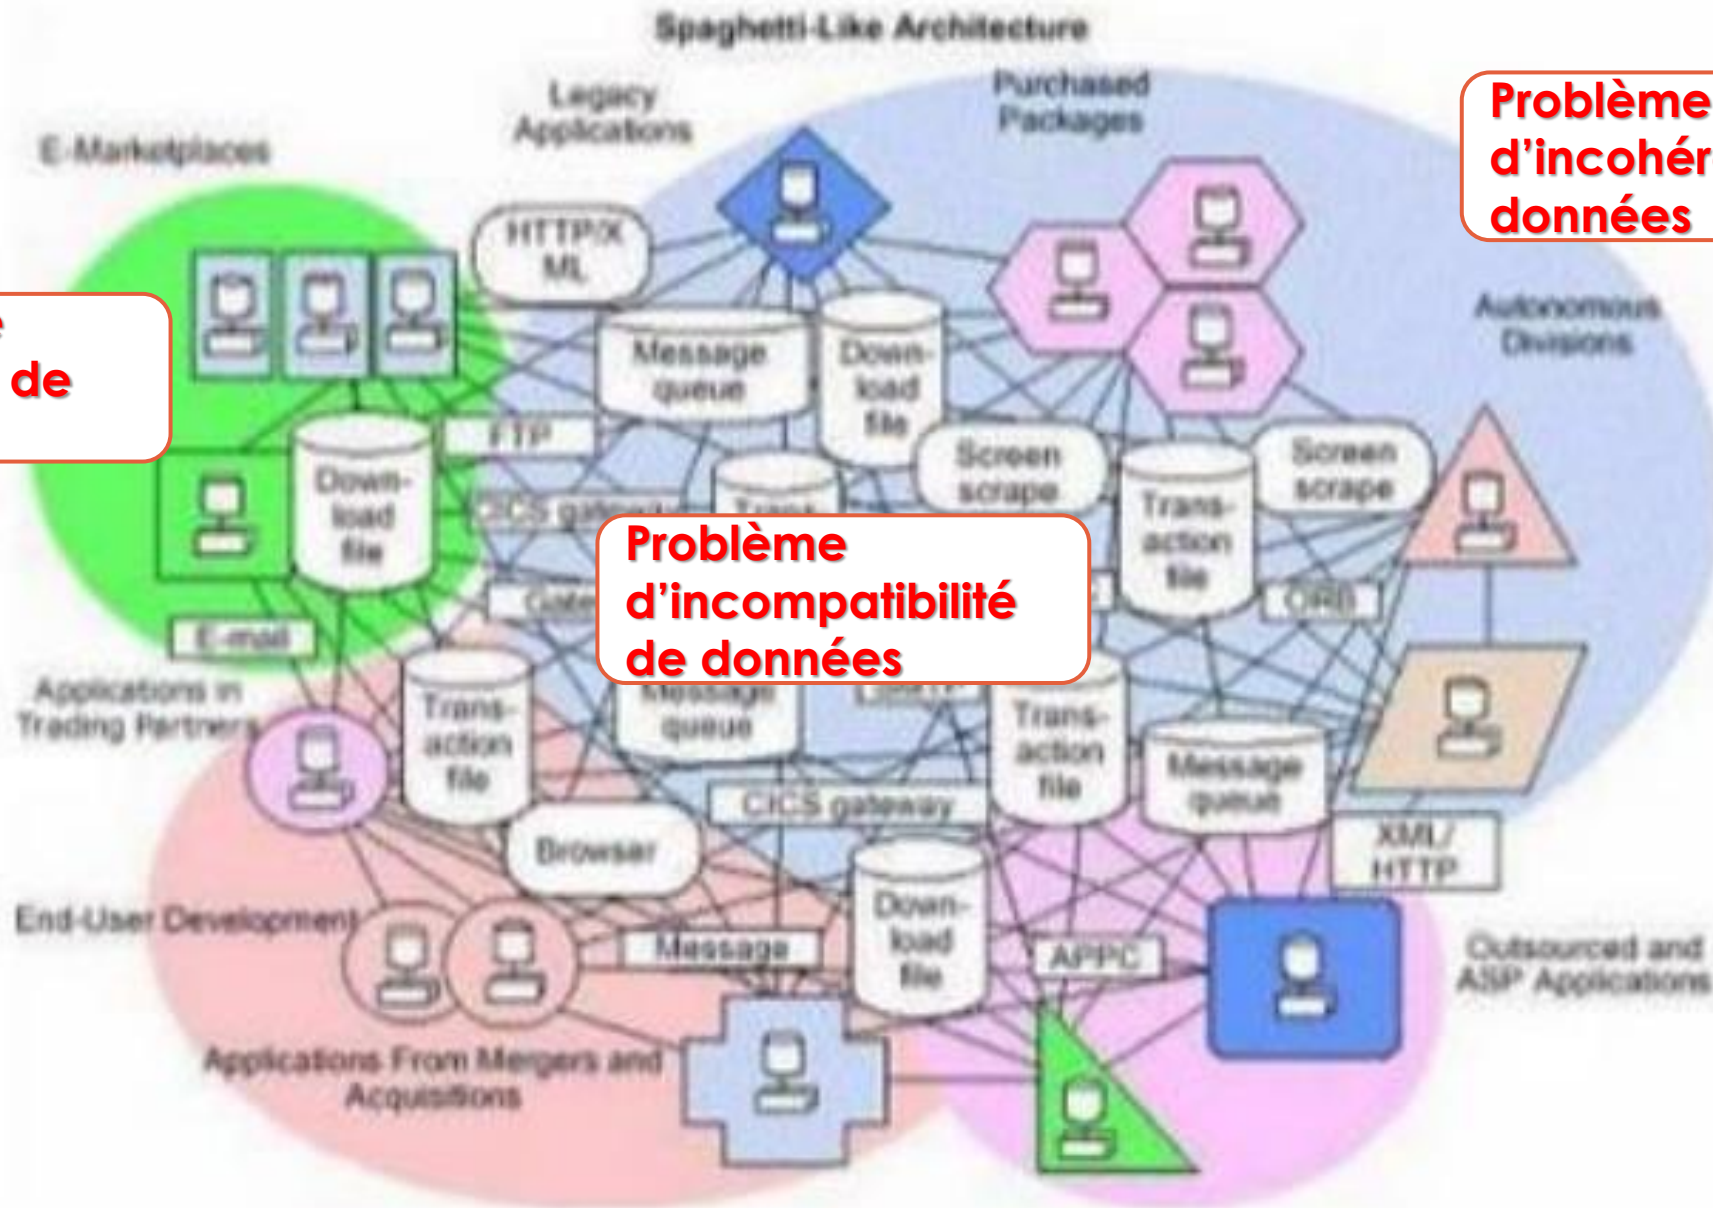 Spaghetti-Like Architecture
Legacy
Applications
Purchased
Packages
E-Marketplaces
Problème
données
HTTP/X
ML
Autonomous
Divisions
de
Message
queue
Down-
load
file
FTP
Screen
scrape
Screen
scrape
Down-
load
file
CICS gateway
Trans-
action
file
Problème
d’incompatibilité
de données
ORB
E-mail
Applications in
Trading Partners
Trans-
action
file
Message
queue
Trans-
action
file
Message
queue
CICS gateway
Browser
XML/
HTTP
End-User Development
Down-
load
file
Message
APPC
Outsourced and
ASP Applications
Applications From Mergers and
Acquisitions